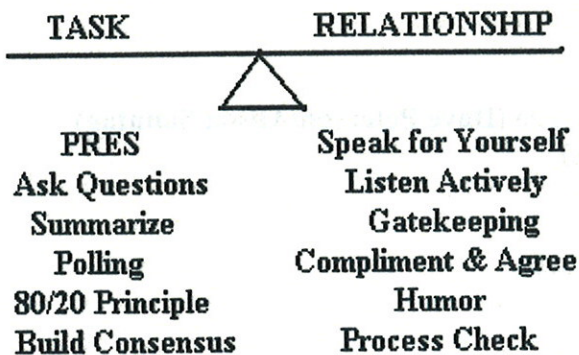 TASK RELATIONSHIP
PRES Speak for Yourself
Ask Questions Listen Actively
Summarize Gatekeeping
Polling Compliment & Agree
80/20 Principle Humor
Build Consensus Process Check